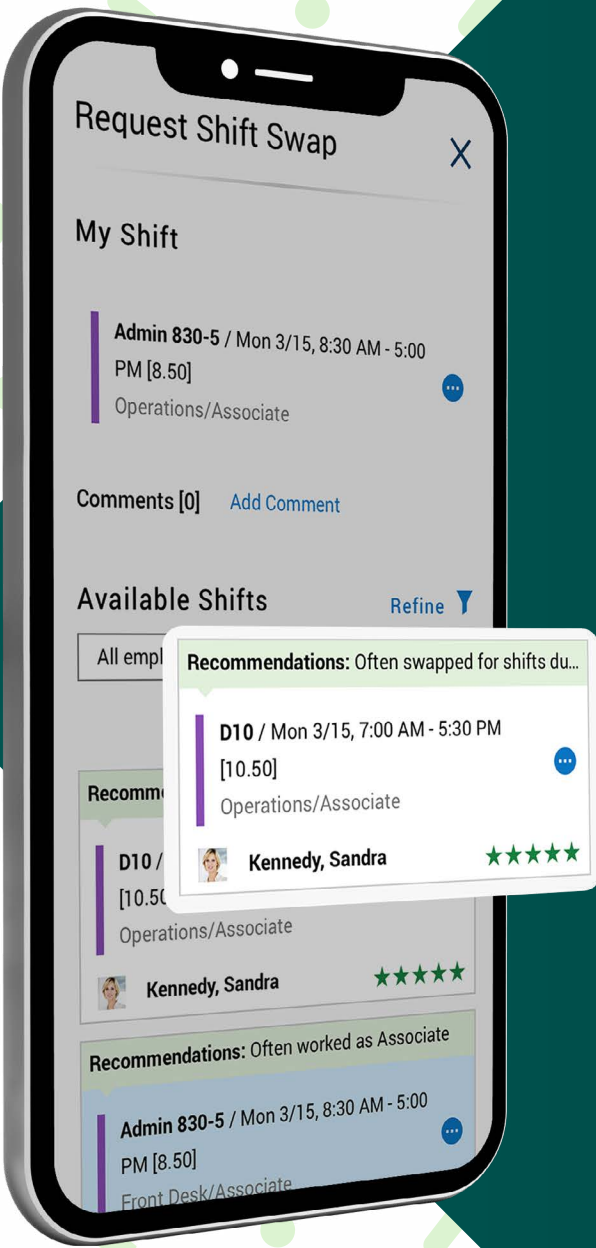 Request Shift Swap
X
My Shift
Admin 830-5 / Mon 3/15, 8:30 AM - 5:00
PM [8.50]
Operations/Associate
Comments [0] Add Comment
Available Shifts
Refine
All empl
Recommendations: Often swapped for shifts du...
D10 / Mon 3/15, 7:00 AM - 5:30 PM
[10.50]
Operations/Associate
Kennedy, Sandra
Recomme
D10 /
[10.50
Operations/Associate
Kennedy, Sandra
Recommendations: Often worked as Associate
Admin 830-5 / Mon 3/15, 8:30 AM - 5:00
PM [8.50]
Front Desk/Associate